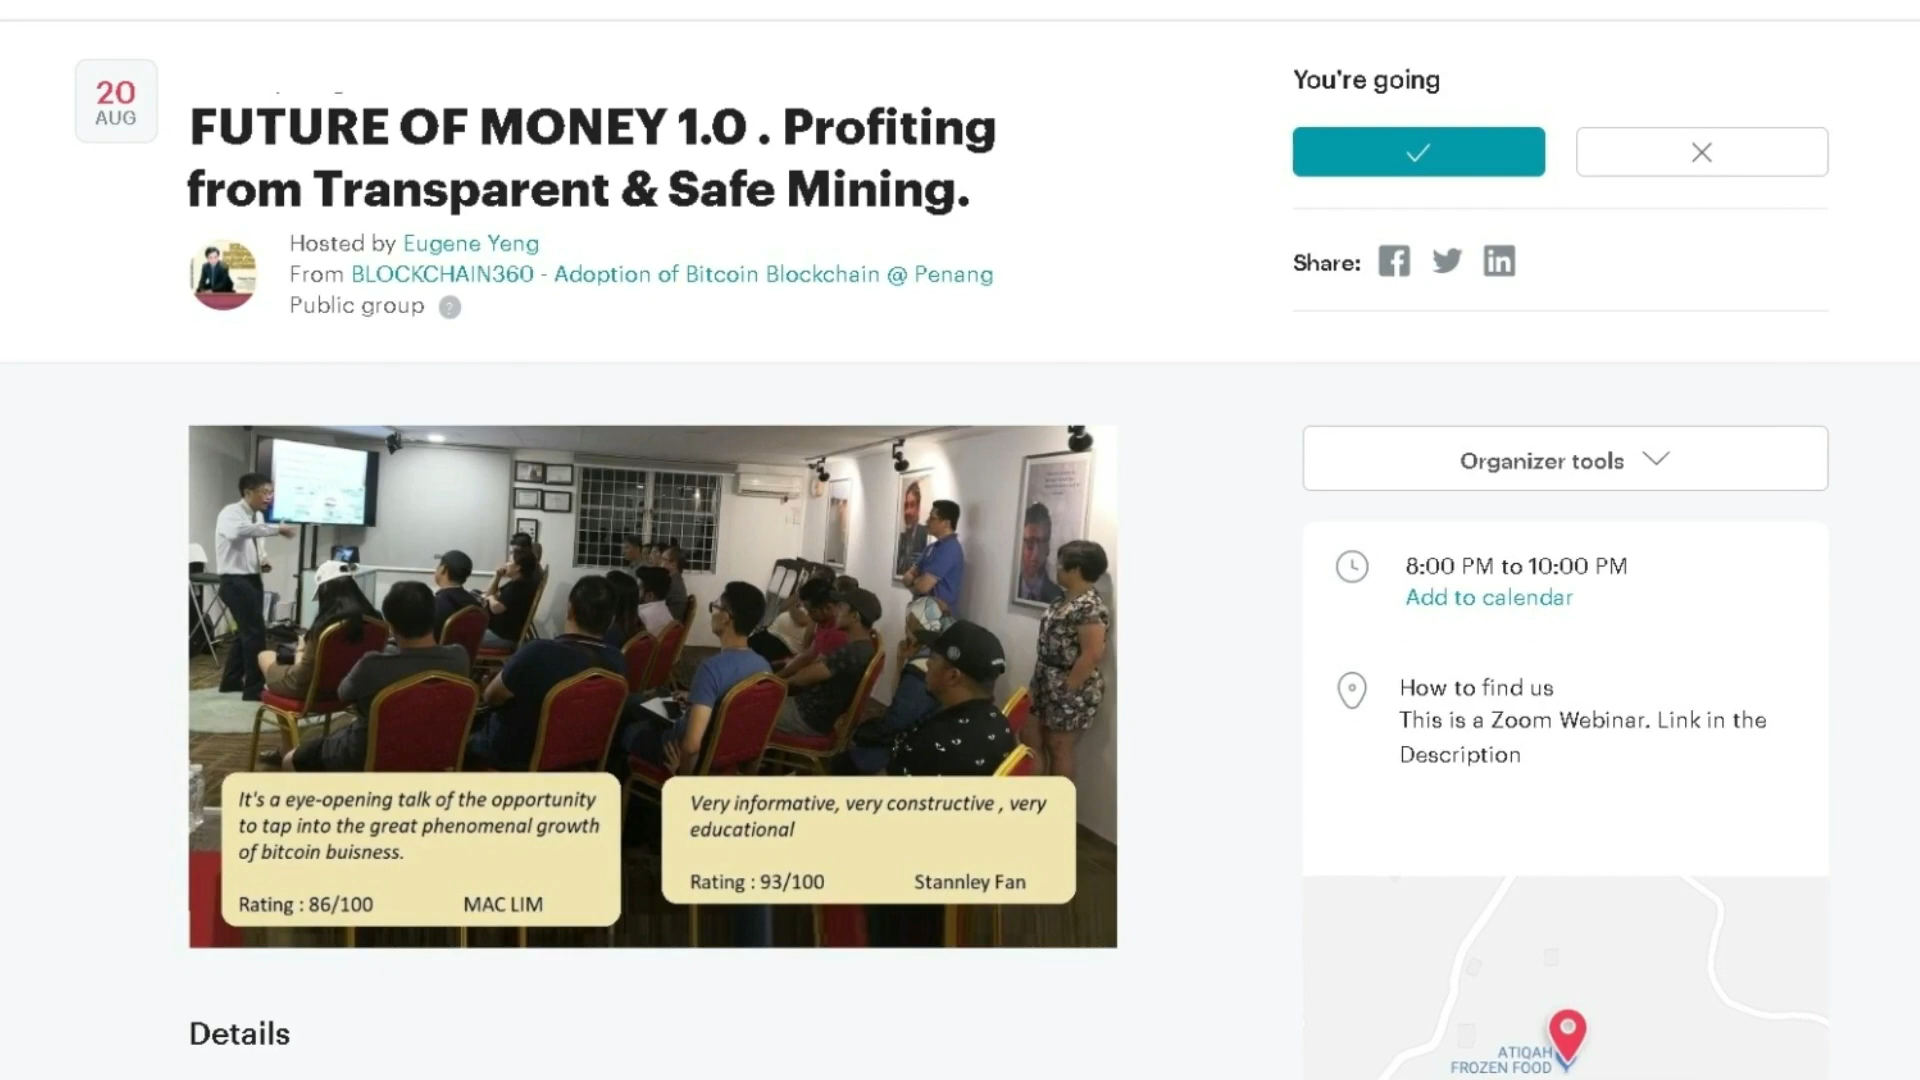 20
AUG
FUTURE OF MONEY 1.0 . Profiting
from Transparent & Safe Mining.
Hosted by Eugene Yeng
From BLOCKCHAIN360 - Adoption of Bitcoin Blockchain @ Penang
Public group ?
You're going
Share:
Organizer tools
8:00 PM to 10:00 PM
Add to calendar
How to find us
This is a Zoom Webinar. Link in the
Description
It's a eye-opening talk of the opportunity
to tap into the great phenomenal growth
of bitcoin buisness.
Rating : 86/100 MAC LIM
Very informative, very constructive , very
educational
Rating : 93/100 Stannley Fan
Details
ATIQAH
FROZEN FOOD